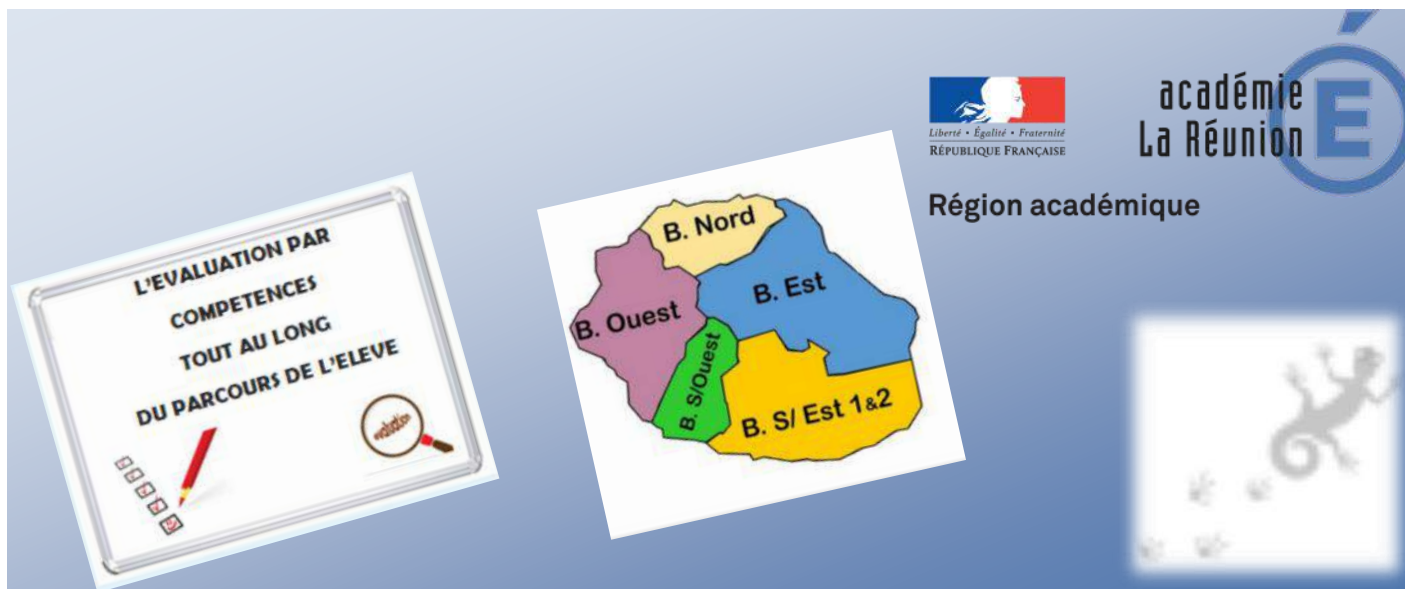 L'EVALUATION PAR
COMPETENCES
TOUT AU LONG
DU PARCOURS DE L'ELEVE
evaluation
B. Nord
B. Est
B. Ouest
B. S/Ouest
B. S/ Est 1&2
Liberté • Égalité • Fraternité
RÉPUBLIQUE FRANÇAISE
académie
La Réunion
É
Région académique